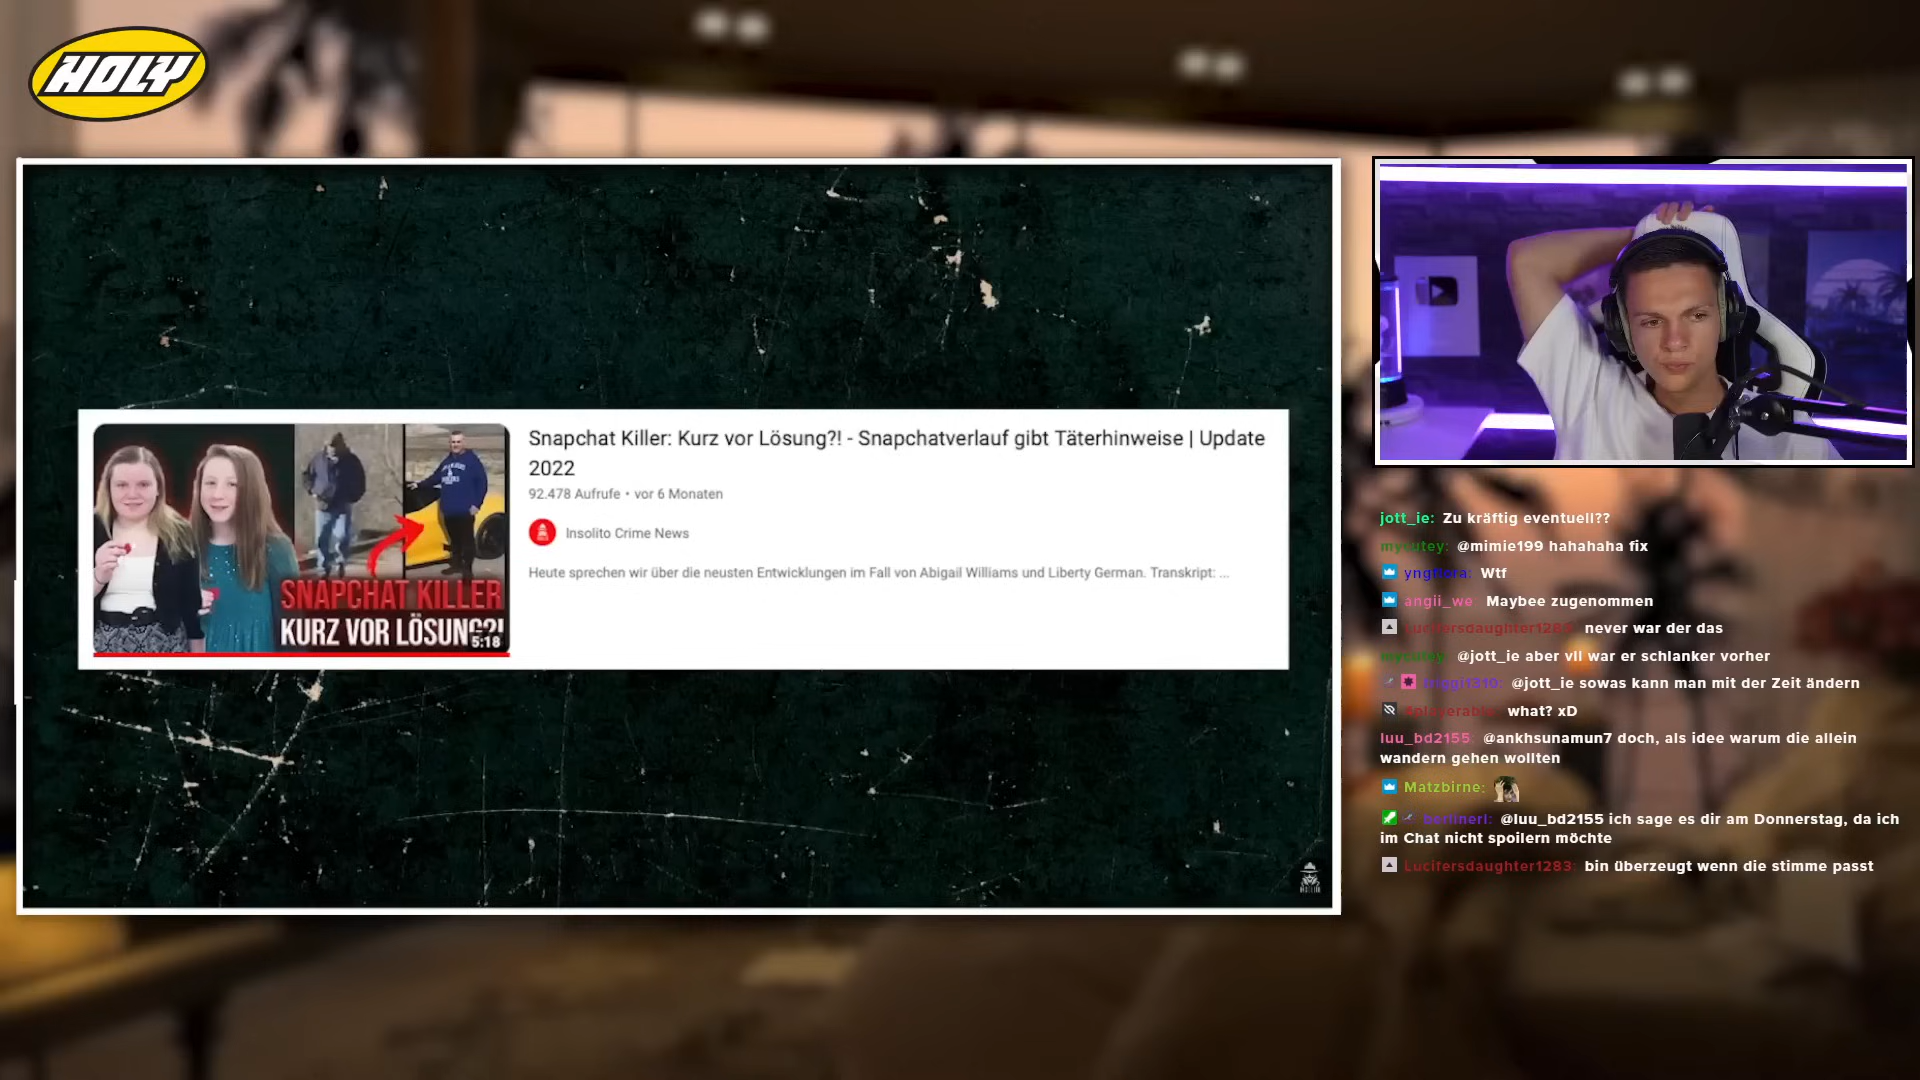 HOLY
Snapchat Killer: Kurz vor Lösung?! - Snapchatverlauf gibt Täterhinweise | Update
2022
92.478 Aufrufe • vor 6 Monaten
Insolito Crime News
Heute sprechen wir über die neusten Entwicklungen im Fall von Abigail Williams und Liberty German. Transkript: ...
SNAPCHAT KILLER
KURZ VOR LÖSUNG?!
5:18
jott_ie: Zu kräftig eventuell??
mycutey: @mimie199 hahahaha fix
Wtf
angii_we Maybee zugenommen
Lucifersdaughter1283: never war der das
mycutey: @jott_ie aber vll war er schlanker vorher
@jott_ie sowas kann man mit der Zeit ändern
what? xD
luu_bd2155: @ankhsunamun7 doch, als idee warum die allein
wandern gehen wollten
Matzbirne:
berlinerl: @luu_bd2155 ich sage es dir am Donnerstag, da ich
im Chat nicht spoilern möchte
Lucifersdaughter1283: bin überzeugt wenn die stimme passt